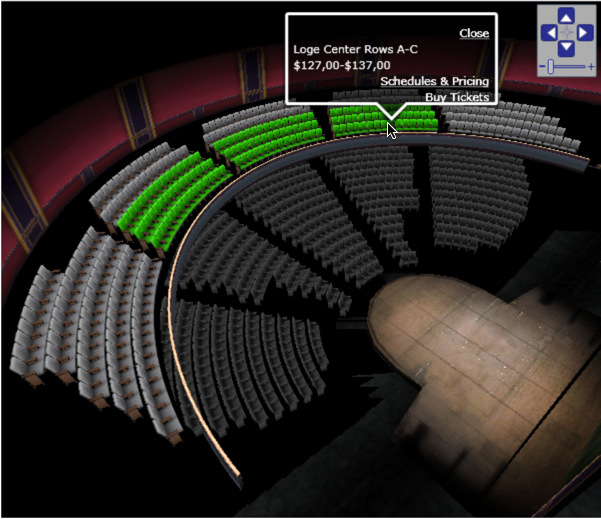 Close
Loge Center Rows A-C
$127,00-$137,00
Schedules & Pricing
Buy Tickets